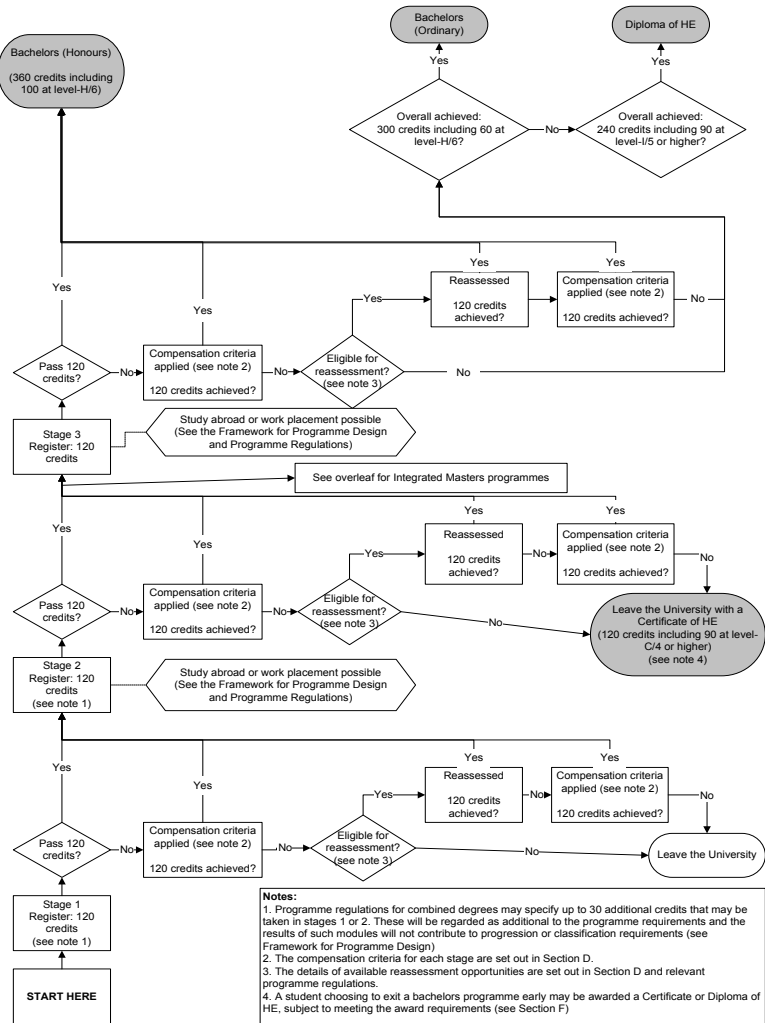 Bachelors
(Ordinary)
Diploma of HE
Bachelors (Honours)
(360 credits including
100 at level-H/6)
Yes
Yes
Overall achieved:
300 credits including 60 at
level-H/6?
No
Overall achieved:
240 credits including 90 at
level-I/5 or higher?
Yes
Yes
Yes
Yes
Yes
Reassessed
120 credits
achieved?
Compensation criteria
applied (see note 2)
120 credits achieved?
No
Yes
Pass 120
credits?
No
Compensation criteria
applied (see note 2)
120 credits achieved?
No
Eligible for
reassessment?
(see note 3)
No
Stage 3
Register: 120
credits
Study abroad or work placement possible
(See the Framework for Programme Design
and Programme Regulations)
See overleaf for Integrated Masters programmes
Yes
Yes
Yes
Yes
Yes
Reassessed
120 credits
achieved?
No
Compensation criteria
applied (see note 2)
120 credits achieved?
No
Pass 120
credits?
No
Compensation criteria
applied (see note 2)
120 credits achieved?
No
Eligible for
reassessment?
(see note 3)
No
Leave the University with a
Certificate of HE
(120 credits including 90 at level-
C/4 or higher)
(see note 4)
Stage 2
Register: 120
credits
(see note 1)
Study abroad or work placement possible
(See the Framework for Programme Design
and Programme Regulations)
Yes
Yes
Yes
Yes
Yes
Reassessed
120 credits
achieved?
No
Compensation criteria
applied (see note 2)
120 credits achieved?
No
Pass 120
credits?
No
Compensation criteria
applied (see note 2)
120 credits achieved?
No
Eligible for
reassessment?
(see note 3)
No
Leave the University
Stage 1
Register: 120
credits
(see note 1)
START HERE
Notes:
1. Programme regulations for combined degrees may specify up to 30 additional credits that may be
taken in stages 1 or 2. These will be regarded as additional to the programme requirements and the
results of such modules will not contribute to progression or classification requirements (see
Framework for Programme Design)
2. The compensation criteria for each stage are set out in Section D.
3. The details of available reassessment opportunities are set out in Section D and relevant
programme regulations.
4. A student choosing to exit a bachelors programme early may be awarded a Certificate or Diploma of
HE, subject to meeting the award requirements (see Section F)